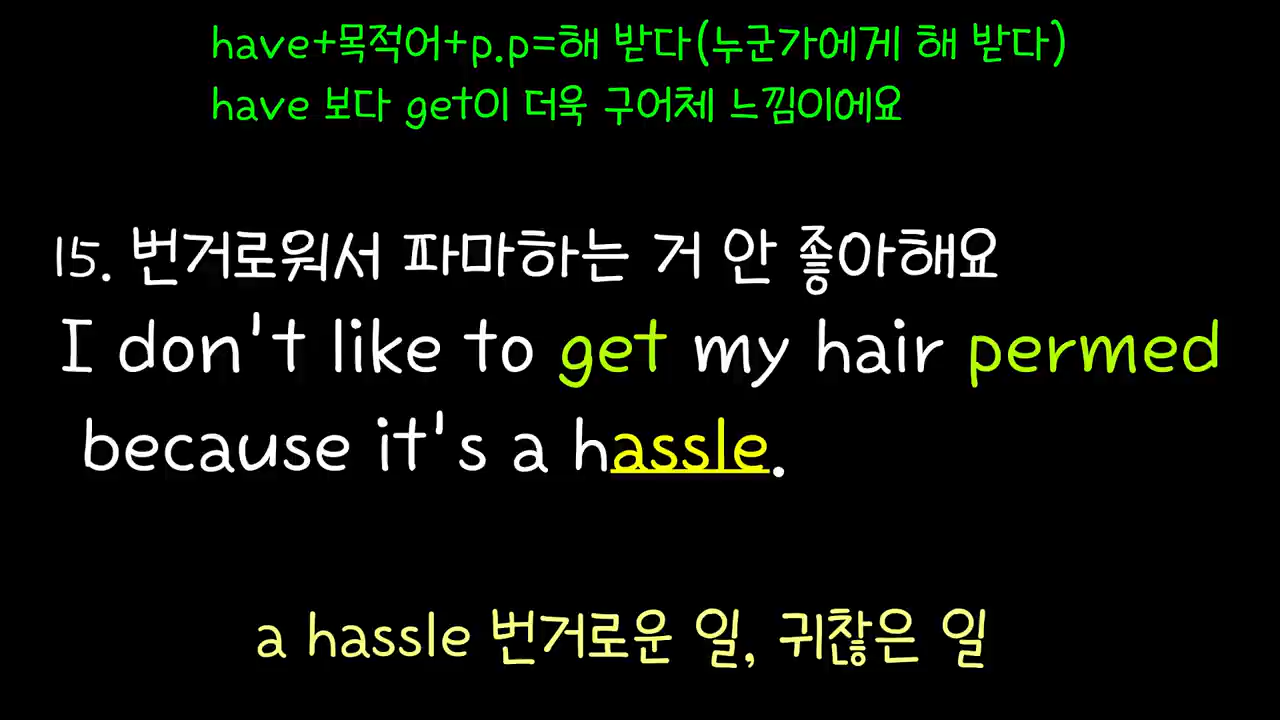 have+목적어+p.p=해 받다(누군가에게 해 받다)
have 보다 get이 더욱 구어체 느낌이에요
15. 번거로워서 파마하는 거 안 좋아해요
I don't like to get my hair permed
because it's a hassle.
a hassle 번거로운 일, 귀찮은 일